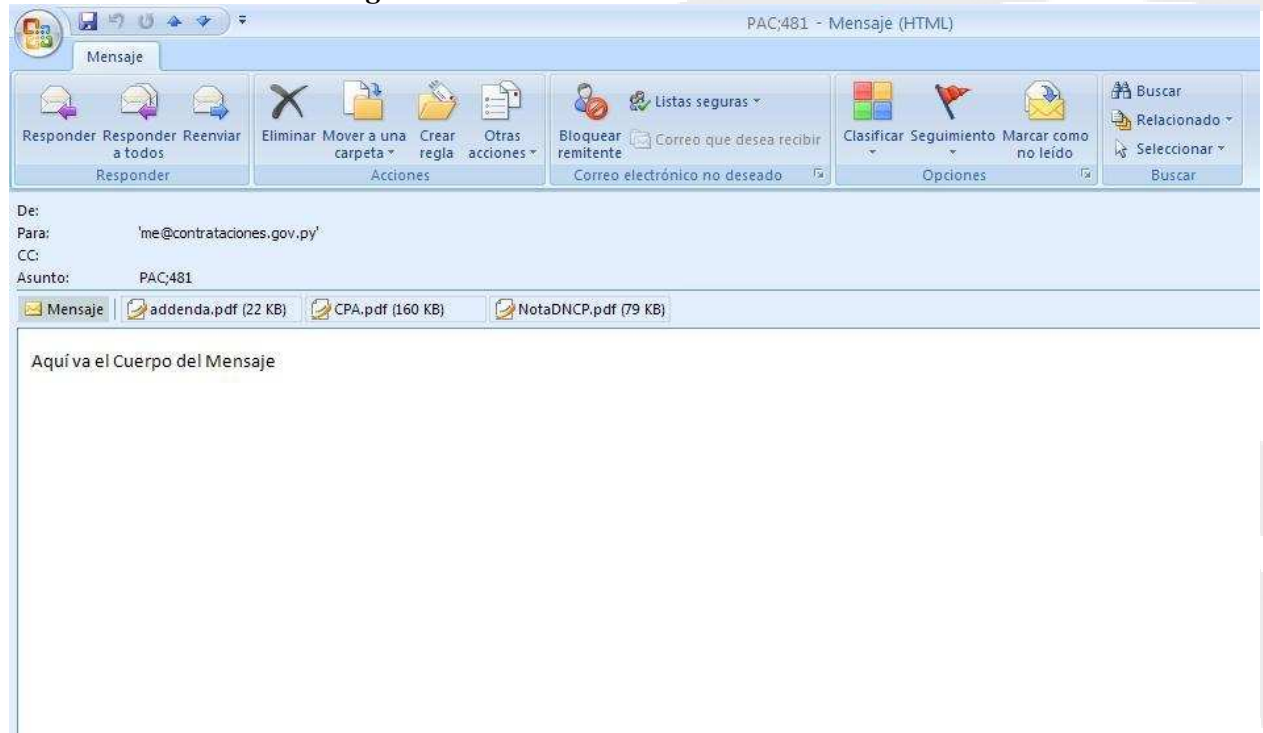 PAC;481 - Mensaje (HTML)
Mensaje
Responder Responder a todos Reenviar
Eliminar Mover a una carpeta Crear regla Otras acciones
Bloquear remitente Listas seguras
Correo que desea recibir
Clasificar Seguimiento Marcar como no leído
Buscar
Relacionado
Seleccionar
Responder Acciones Correo electrónico no deseado Opciones Buscar
De:
Para: 'me@contrataciones.gov.py'
CC:
Asunto: PAC;481
Mensaje addenda.pdf (22 KB) CPA.pdf (160 KB) NotaDNCP.pdf (79 KB)
Aquí va el Cuerpo del Mensaje